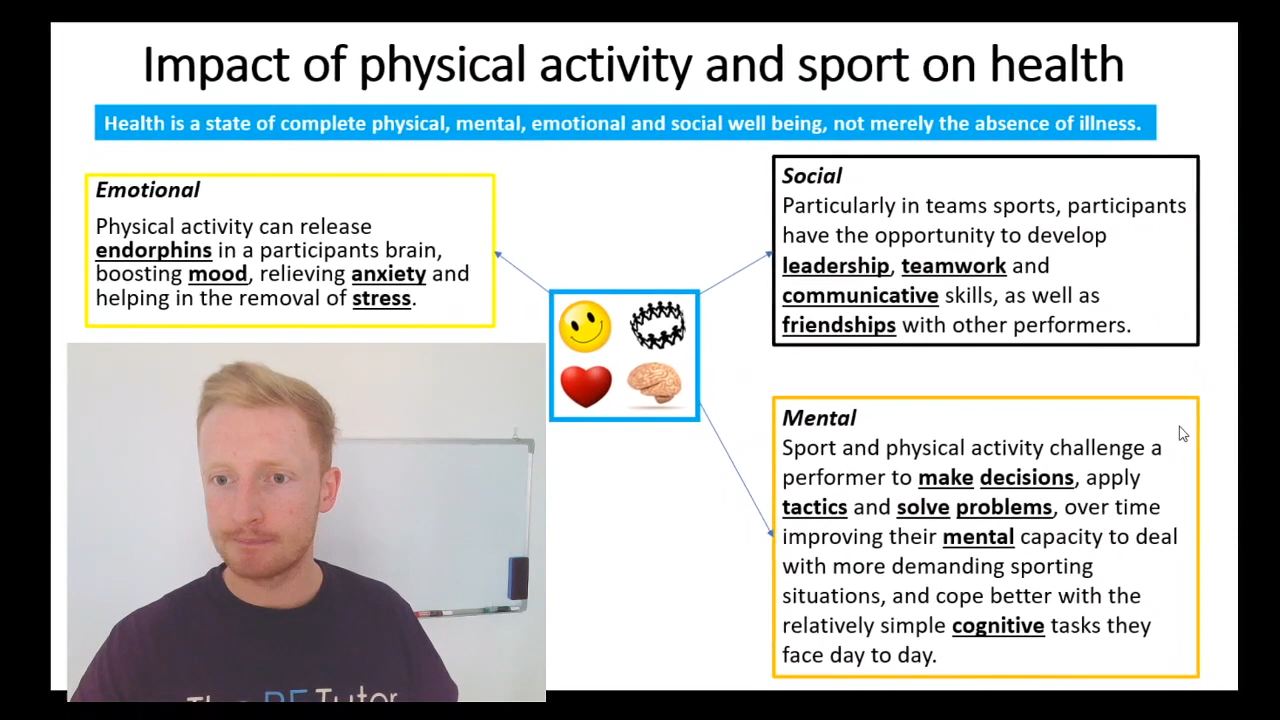 Impact of physical activity and sport on health
Health is a state of complete physical, mental, emotional and social well being, not merely the absence of illness.
Emotional
Physical activity can release
endorphins in a participants brain,
boosting mood, relieving anxiety and
helping in the removal of stress.
Social
Particularly in teams sports, participants
have the opportunity to develop
leadership, teamwork and
communicative skills, as well as
friendships with other performers.
Mental
Sport and physical activity challenge a
performer to make decisions, apply
tactics and solve problems, over time
improving their mental capacity to deal
with more demanding sporting
situations, and cope better with the
relatively simple cognitive tasks they
face day to day.
The PE Tutor